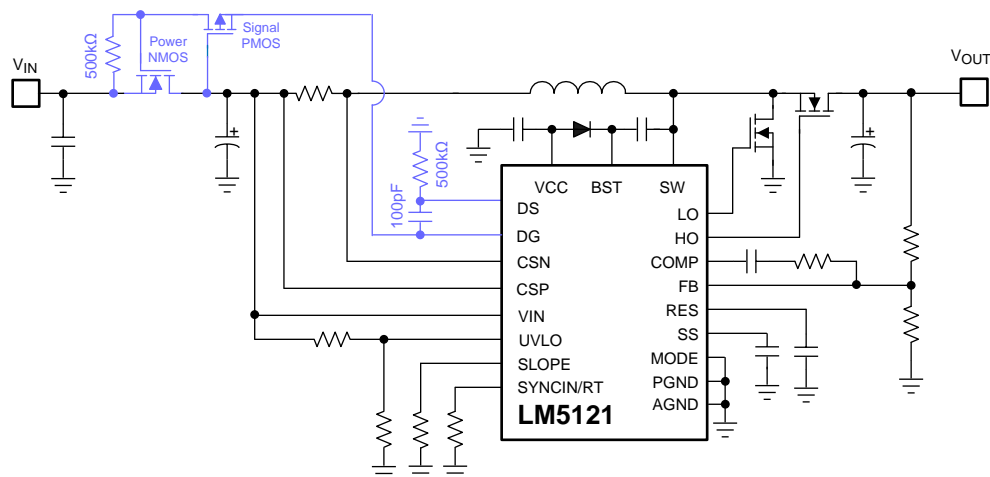 Signal
PMOS
Power
NMOS
500kΩ
VIN
VOUT
500kΩ
100pF
VCC
BST
SW
DS
DG
CSN
CSP
VIN
UVLO
SLOPE
SYNCIN/RT
LO
HO
COMP
FB
RES
SS
MODE
PGND
AGND
LM5121
+
+